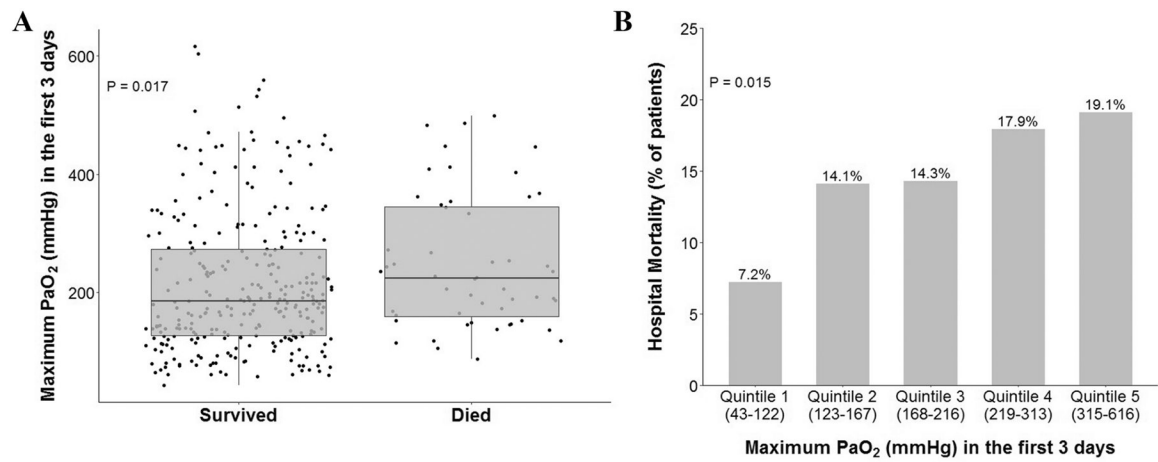 A
Maximum PaO2 (mmHg) in the first 3 days
600
400
200
P = 0.017
Survived
Died
B
Hospital Mortality (% of patients)
25
20
15
10
5
0
P = 0.015
7.2%
14.1%
14.3%
17.9%
19.1%
Quintile 1
(43-122)
Quintile 2
(123-167)
Quintile 3
(168-216)
Quintile 4
(219-313)
Quintile 5
(315-616)
Maximum PaO2 (mmHg) in the first 3 days